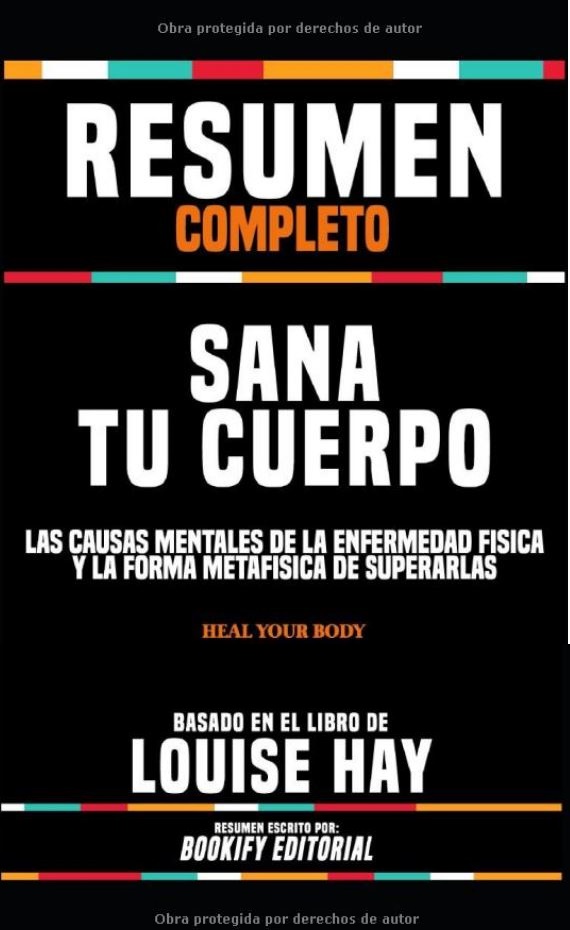 Obra protegida por derechos de autor
RESUMEN
COMPLETO
SANA
TU CUERPO
LAS CAUSAS MENTALES DE LA ENFERMEDAD FISICA
Y LA FORMA METAFISICA DE SUPERARLAS
HEAL YOUR BODY
BASADO EN EL LIBRO DE
LOUISE HAY
RESUMEN ESCRITO POR:
BOOKIFY EDITORIAL
Obra protegida por derechos de autor